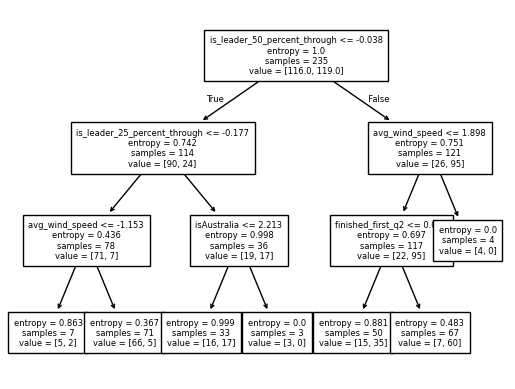 is_leader_50_percent_through <= -0.038
entropy = 1.0
samples = 235
value = [116.0, 119.0]
True
False
is_leader_25_percent_through <= -0.177
entropy = 0.742
samples = 114
value = [90, 24]
avg_wind_speed <= 1.898
entropy = 0.751
samples = 121
value = [26, 95]
avg_wind_speed <= -1.153
entropy = 0.436
samples = 78
value = [71, 7]
isAustralia <= 2.213
entropy = 0.998
samples = 36
value = [19, 17]
finished_first_q2 <=
entropy = 0.697
samples = 117
value = [22, 95]
entropy = 0.0
samples = 4
value = [4, 0]
entropy = 0.863
samples = 7
value = [5, 2]
entropy = 0.367
samples = 71
value = [66, 5]
entropy = 0.999
samples = 33
value = [16, 17]
entropy = 0.0
samples = 3
value = [3, 0]
entropy = 0.881
samples = 50
value = [15, 35]
entropy = 0.483
samples = 67
value = [7, 60]